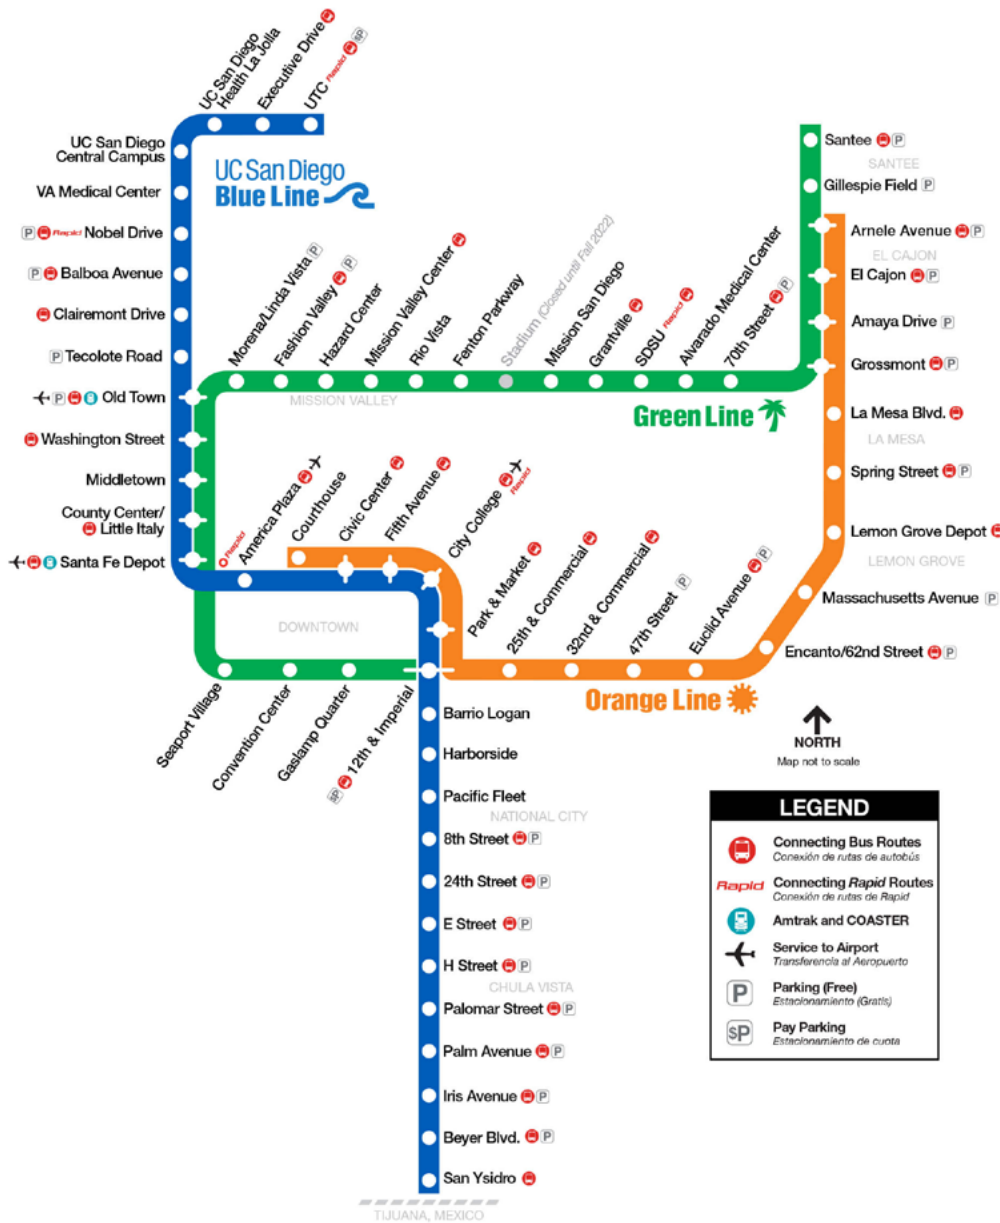 UC San Diego
Health La Jolla
Executive Drive
UTC Rapid $P
UC San Diego
Central Campus
VA Medical Center
P Rapid Nobel Drive
P Balboa Avenue
Clairemont Drive
P Tecolote Road
P Old Town
Washington Street
Middletown
County Center/
Little Italy
Santa Fe Depot
UC San Diego
Blue Line
Morena/Linda Vista P
Fashion Valley P
Hazard Center
Mission Valley Center
Rio Vista
Fenton Parkway
Stadium (Closed until Fall 2022)
Mission San Diego
Grantville
SDSU Rapid
Alvarado Medical Center
70th Street P
MISSION VALLEY
Green Line
Santee P
SANTEE
Gillespie Field P
Arnele Avenue P
EL CAJON
El Cajon P
Amaya Drive P
Grossmont P
La Mesa Blvd.
LA MESA
Spring Street P
Lemon Grove Depot
LEMON GROVE
Massachusetts Avenue P
Encanto/62nd Street P
Rapid
America Plaza
Courthouse
Civic Center
Fifth Avenue
City College
Rapid
Park & Market
25th & Commercial
32nd & Commercial
47th Street P
Euclid Avenue P
DOWNTOWN
Orange Line
Seaport Village
Convention Center
Gaslamp Quarter
$P 12th & Imperial
Barrio Logan
Harborside
Pacific Fleet
NATIONAL CITY
8th Street P
24th Street P
E Street P
H Street P
CHULA VISTA
Palomar Street P
Palm Avenue P
Iris Avenue P
Beyer Blvd. P
San Ysidro
TIJUANA, MEXICO
NORTH
Map not to scale
LEGEND
Connecting Bus Routes
Conexión de rutas de autobús
Rapid Connecting Rapid Routes
Conexión de rutas de Rapid
Amtrak and COASTER
Service to Airport
Transferencia al Aeropuerto
P Parking (Free)
Estacionamiento (Gratis)
$P Pay Parking
Estacionamiento de cuota